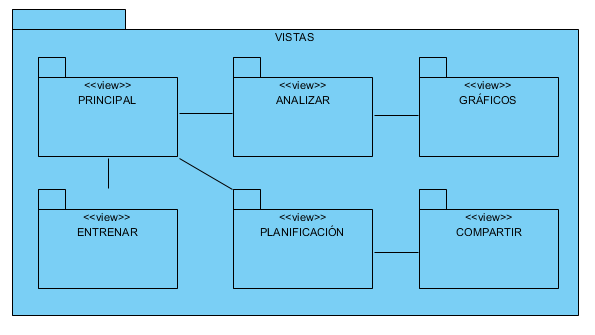 VISTAS
<<view>>
PRINCIPAL
<<view>>
ANALIZAR
<<view>>
GRÁFICOS
<<view>>
ENTRENAR
<<view>>
PLANIFICACIÓN
<<view>>
COMPARTIR